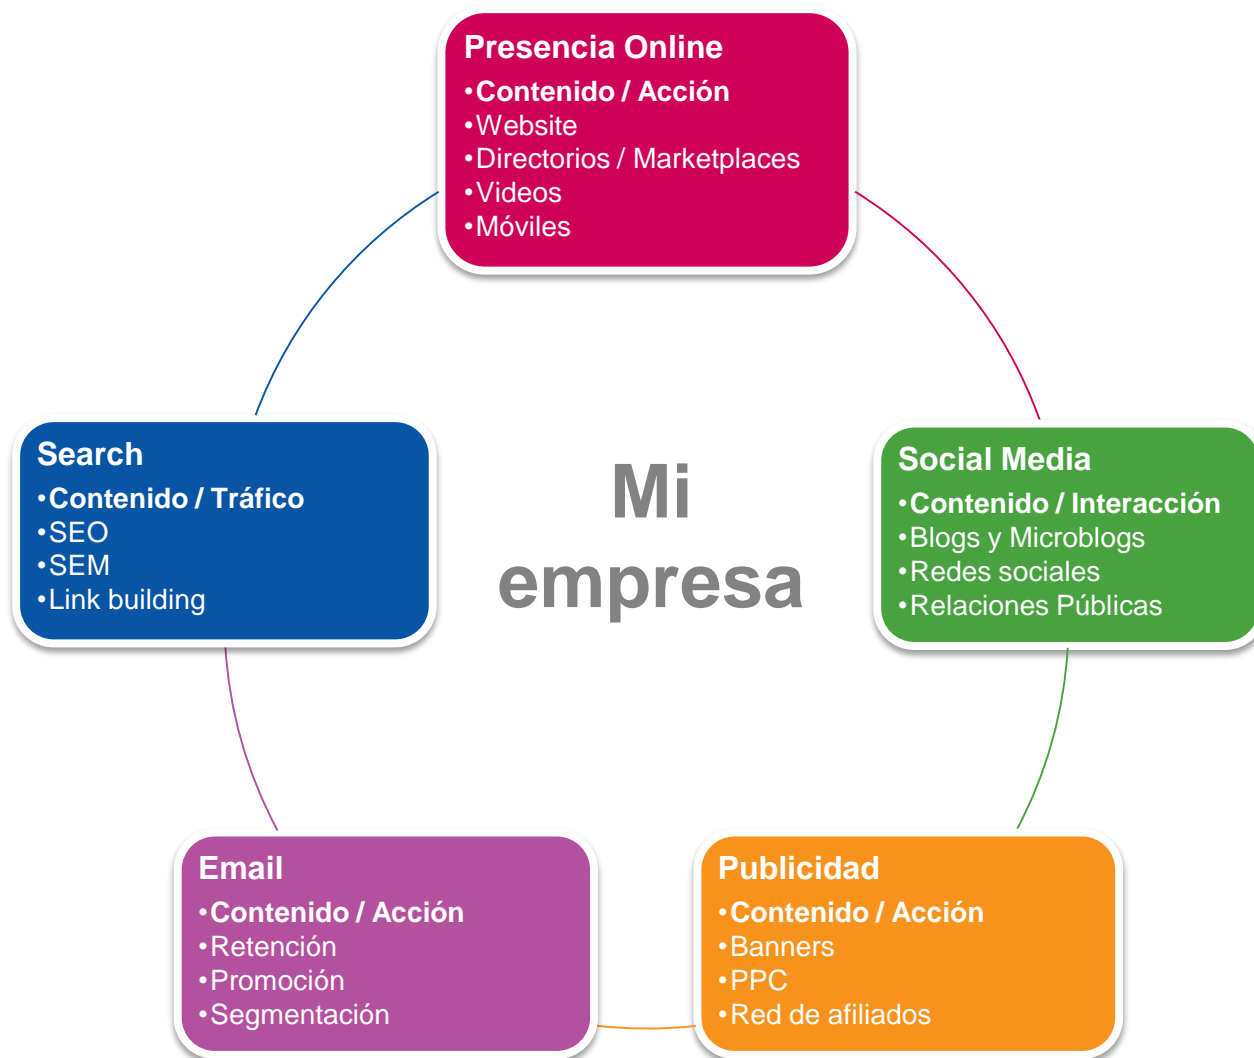 Presencia Online
•Contenido / Acción
•Website
•Directorios / Marketplaces
•Videos
•Móviles
Search
•Contenido / Tráfico
•SEO
•SEM
•Link building
Mi
empresa
Social Media
•Contenido / Interacción
•Blogs y Microblogs
•Redes sociales
•Relaciones Públicas
Email
•Contenido / Acción
•Retención
•Promoción
•Segmentación
Publicidad
•Contenido / Acción
•Banners
•PPC
•Red de afiliados